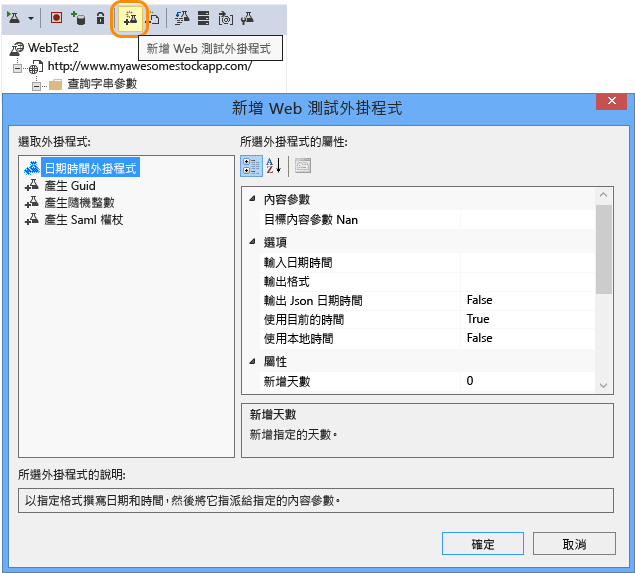 WebTest2
新增 Web 測試外掛程式
http://www.myawesomestockapp.com/
查詢字串參數
新增 Web 測試外掛程式
選取外掛程式:
所選外掛程式的屬性:
日期時間外掛程式
產生 Guid
產生隨機整數
產生 Saml 權杖
內容參數
目標內容參數 Nan
選項
輸入日期時間
輸出格式
輸出 Json 日期時間 False
使用目前的時間 True
使用本地時間 False
屬性
新增天數 0
新增天數
新增指定的天數。
所選外掛程式的說明:
以指定格式撰寫日期和時間，然後將它指派給指定的內容參數。
確定
取消